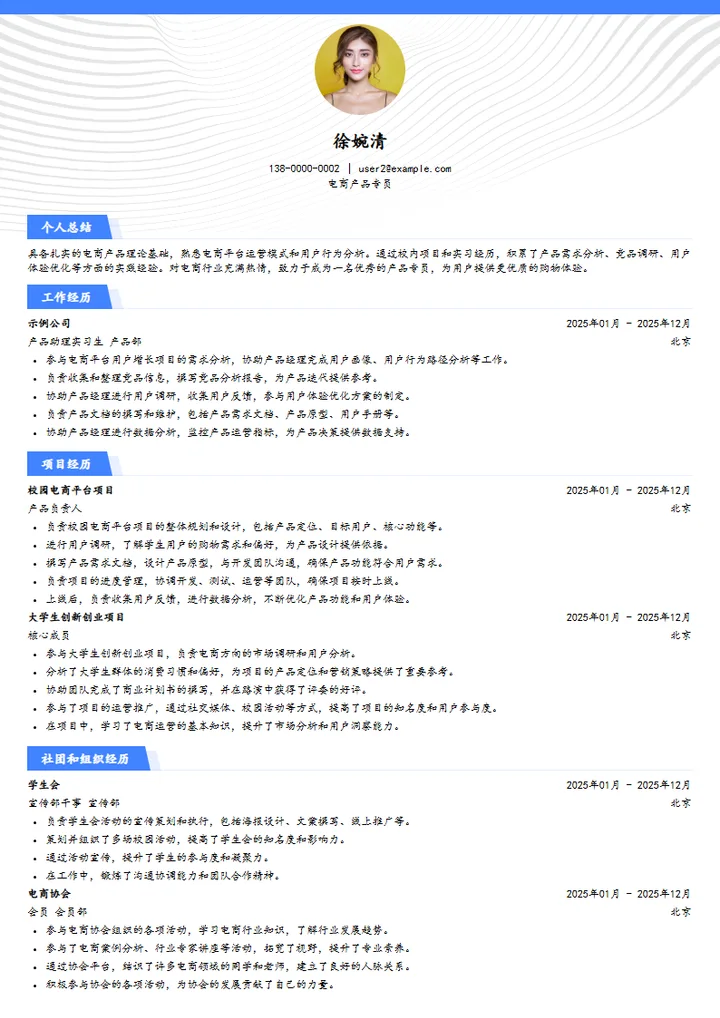 徐婉清
138-0000-0002 | user2@example.com
电商产品专员
个人总结
具备扎实的电商产品理论基础，熟悉电商平台运营模式和用户行为分析。通过校内项目和实习经历，积累了产品需求分析、竞品调研、用户
体验优化等方面的实践经验。对电商行业充满热情，致力于成为一名优秀的产品专员，为用户提供更优质的购物体验。
工作经历
示例公司 2025年01月 - 2025年12月
产品助理实习生 产品部 北京
• 参与电商平台用户增长项目的需求分析，协助产品经理完成用户画像、用户行为路径分析等工作。
• 负责收集和整理竞品信息，撰写竞品分析报告，为产品迭代提供参考。
• 协助产品经理进行用户调研，收集用户反馈，参与用户体验优化方案的制定。
• 负责产品文档的撰写和维护，包括产品需求文档、产品原型、用户手册等。
• 协助产品经理进行数据分析，监控产品运营指标，为产品决策提供数据支持。
项目经历
校园电商平台项目 2025年01月 - 2025年12月
产品负责人 北京
• 负责校园电商平台项目的整体规划和设计，包括产品定位、目标用户、核心功能等。
• 进行用户调研，了解学生用户的购物需求和偏好，为产品设计提供依据。
• 撰写产品需求文档，设计产品原型，与开发团队沟通，确保产品功能符合用户需求。
• 负责项目的进度管理，协调开发、测试、运营等团队，确保项目按时上线。
• 上线后，负责收集用户反馈，进行数据分析，不断优化产品功能和用户体验。
大学生创新创业项目 2025年01月 - 2025年12月
核心成员 北京
• 参与大学生创新创业项目，负责电商方向的市场调研和用户分析。
• 分析了大学生群体的消费习惯和偏好，为项目的产品定位和营销策略提供了重要参考。
• 协助团队完成了商业计划书的撰写，并在路演中获得了评委的好评。
• 参与了项目的运营推广，通过社交媒体、校园活动等方式，提高了项目的知名度和用户参与度。
• 在项目中，学习了电商运营的基本知识，提升了市场分析和用户洞察能力。
社团和组织经历
学生会 2025年01月 - 2025年12月
宣传部干事 宣传部 北京
• 负责学生会活动的宣传策划和执行，包括海报设计、文案撰写、线上推广等。
• 策划并组织了多场校园活动，提高了学生会的知名度和影响力。
• 通过活动宣传，提升了学生的参与度和凝聚力。
• 在工作中，锻炼了沟通协调能力和团队合作精神。
电商协会 2025年01月 - 2025年12月
会员 会员部 北京
• 参与电商协会组织的各项活动，学习电商行业知识，了解行业发展趋势。
• 参与了电商案例分析、行业专家讲座等活动，拓宽了视野，提升了专业素养。
• 通过协会平台，结识了许多电商领域的同学和老师，建立了良好的人脉关系。
• 积极参与协会的各项活动，为协会的发展贡献了自己的力量。